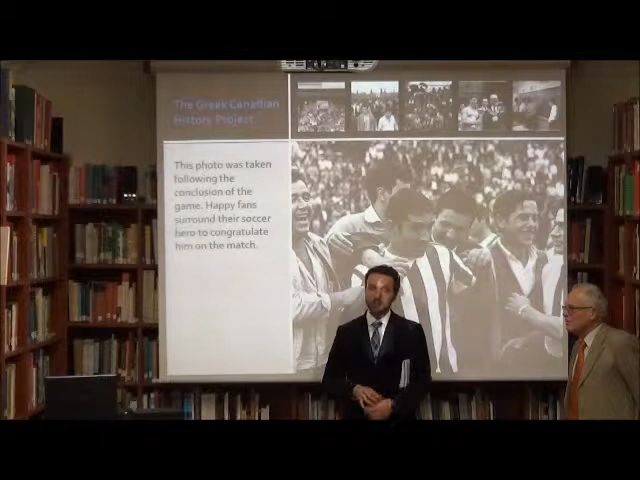 The Greek Canadian
History Project
This photo was taken
following the
conclusion of the
game. Happy fans
surround their soccer
hero to congratulate
him on the match.